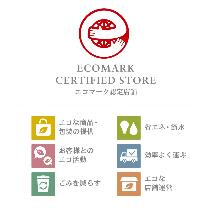 ECOMARK
CERTIFIED STORE
エコマーク認定店舗
エコな商品・
包装の提供
省エネ・節水
お客様との
エコ活動
効率よく運ぶ
ごみを減らす
エコな
店舗運営